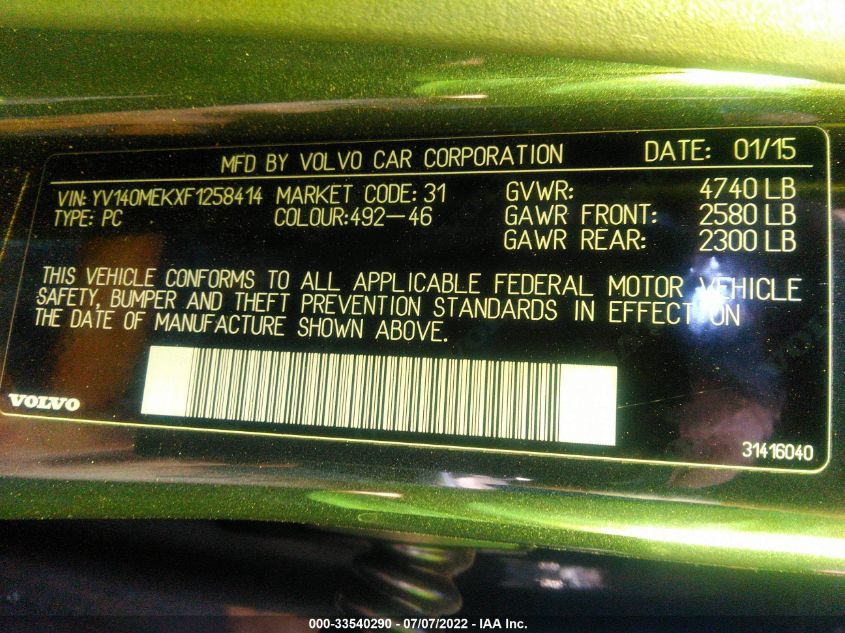 MFD BY VOLVO CAR CORPORATION DATE: 01/15
VIN: YV140MEKXF1258414 MARKET CODE: 31 GVWR: 4740 LB
TYPE: PC COLOUR:492-46 GAWR FRONT: 2580 LB
GAWR REAR: 2300 LB
THIS VEHICLE CONFORMS TO ALL APPLICABLE FEDERAL MOTOR VEHICLE
SAFETY, BUMPER AND THEFT PREVENTION STANDARDS IN EFFECT ON
THE DATE OF MANUFACTURE SHOWN ABOVE.
VOLVO
31416040
000-33540290 - 07/07/2022 - IAA Inc.